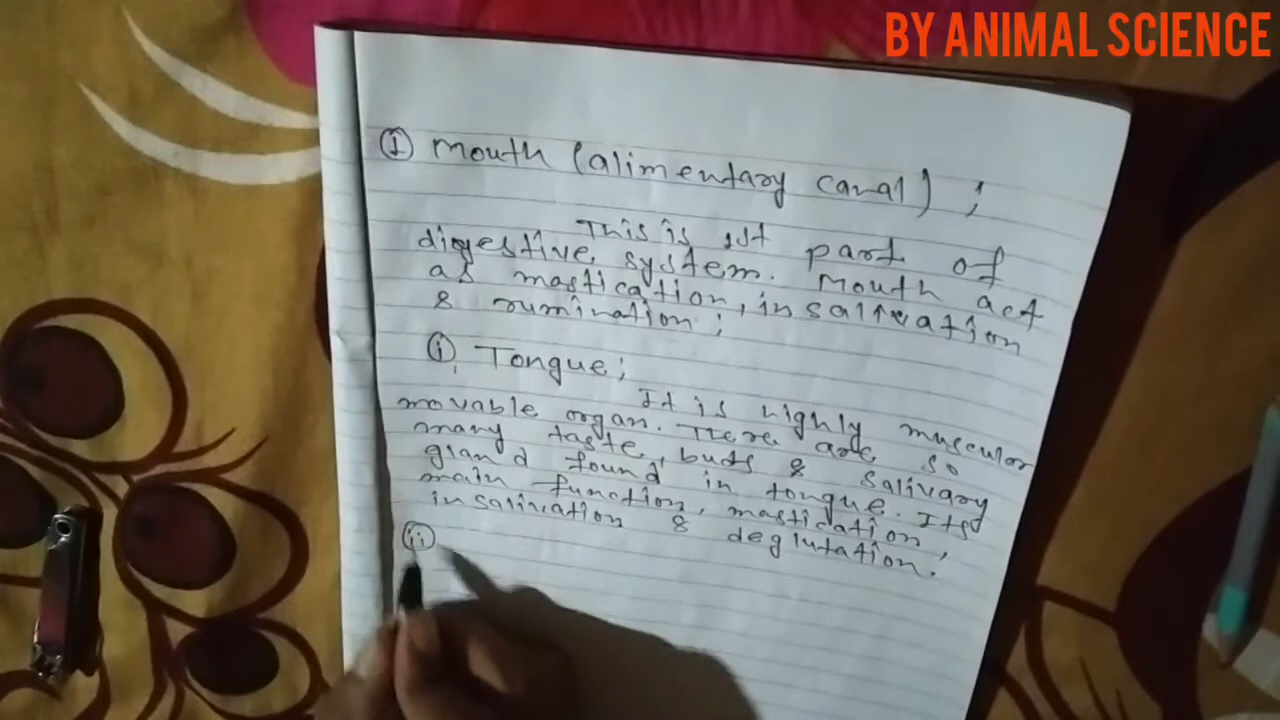 BY ANIMAL SCIENCE
① Mouth (alimentary canal) ;
This is 1st part of
digestive system. Mouth act
as mastication, insalivation
& rumination ;
(i) Tongue ;
It is highly musculor
movable organ. There are so
many taste buds & salivary
gland found in tongue. Its
main function, mastication,
insalivation & deglutation.
(ii)